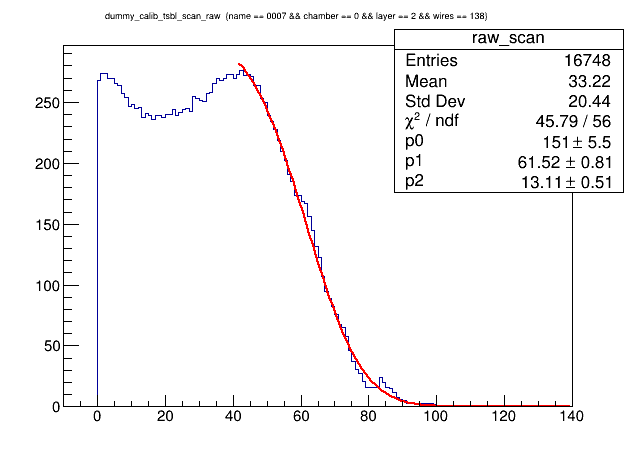 dummy_calib_tsbl_scan_raw (name == 0007 && chamber == 0 && layer == 2 && wires == 138)
raw_scan
Entries 16748
Mean 33.22
Std Dev 20.44
χ² / ndf 45.79 / 56
p0 151 ± 5.5
p1 61.52 ± 0.81
p2 13.11 ± 0.51
250
200
150
100
50
0
0 20 40 60 80 100 120 140